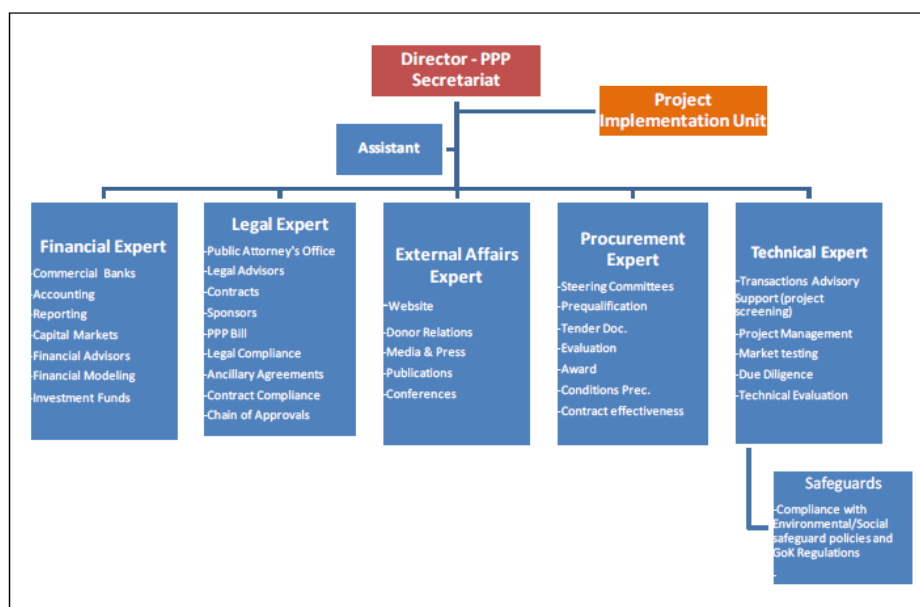 Director - PPP
Secretariat
Project
Implementation Unit
Assistant
Financial Expert
-Commercial Banks
-Accounting
-Reporting
-Capital Markets
-Financial Advisors
-Financial Modeling
-Investment Funds
Legal Expert
-Public Attorney's Office
-Legal Advisors
-Contracts
-Sponsors
-PPP Bill
-Legal Compliance
-Ancillary Agreements
-Contract Compliance
-Chain of Approvals
External Affairs
Expert
-Website
-Donor Relations
-Media & Press
-Publications
-Conferences
Procurement
Expert
-Steering Committees
-Prequalification
-Tender Doc.
-Evaluation
-Award
-Conditions Prec.
-Contract effectiveness
Technical Expert
-Transactions Advisory
Support (project
screening)
-Project Management
-Market testing
-Due Diligence
-Technical Evaluation
Safeguards
-Compliance with
Environmental/Social
safeguard policies and
GoK Regulations
-